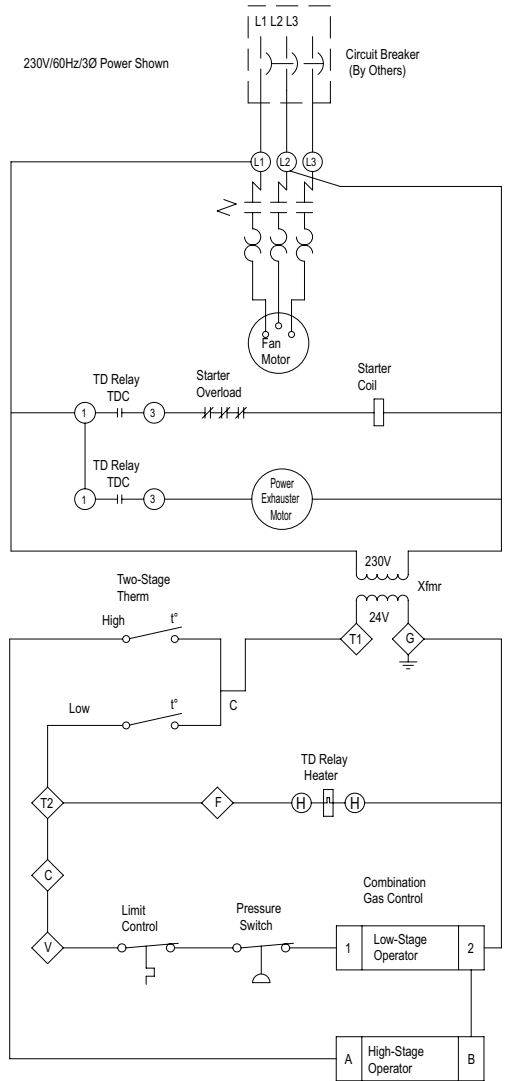 L1 L2 L3
230V/60Hz/3Ø Power Shown
Circuit Breaker
(By Others)
L1
L2
L3
Fan
Motor
TD Relay
TDC
Starter
Overload
Starter
Coil
1
3
TD Relay
TDC
1
3
Power
Exhauster
Motor
230V
Xfmr
24V
T1
G
Two-Stage
Therm
High
t°
C
Low
t°
TD Relay
Heater
T2
F
H
H
C
Combination
Gas Control
Limit
Control
Pressure
Switch
V
1
Low-Stage
Operator
2
A
High-Stage
Operator
B